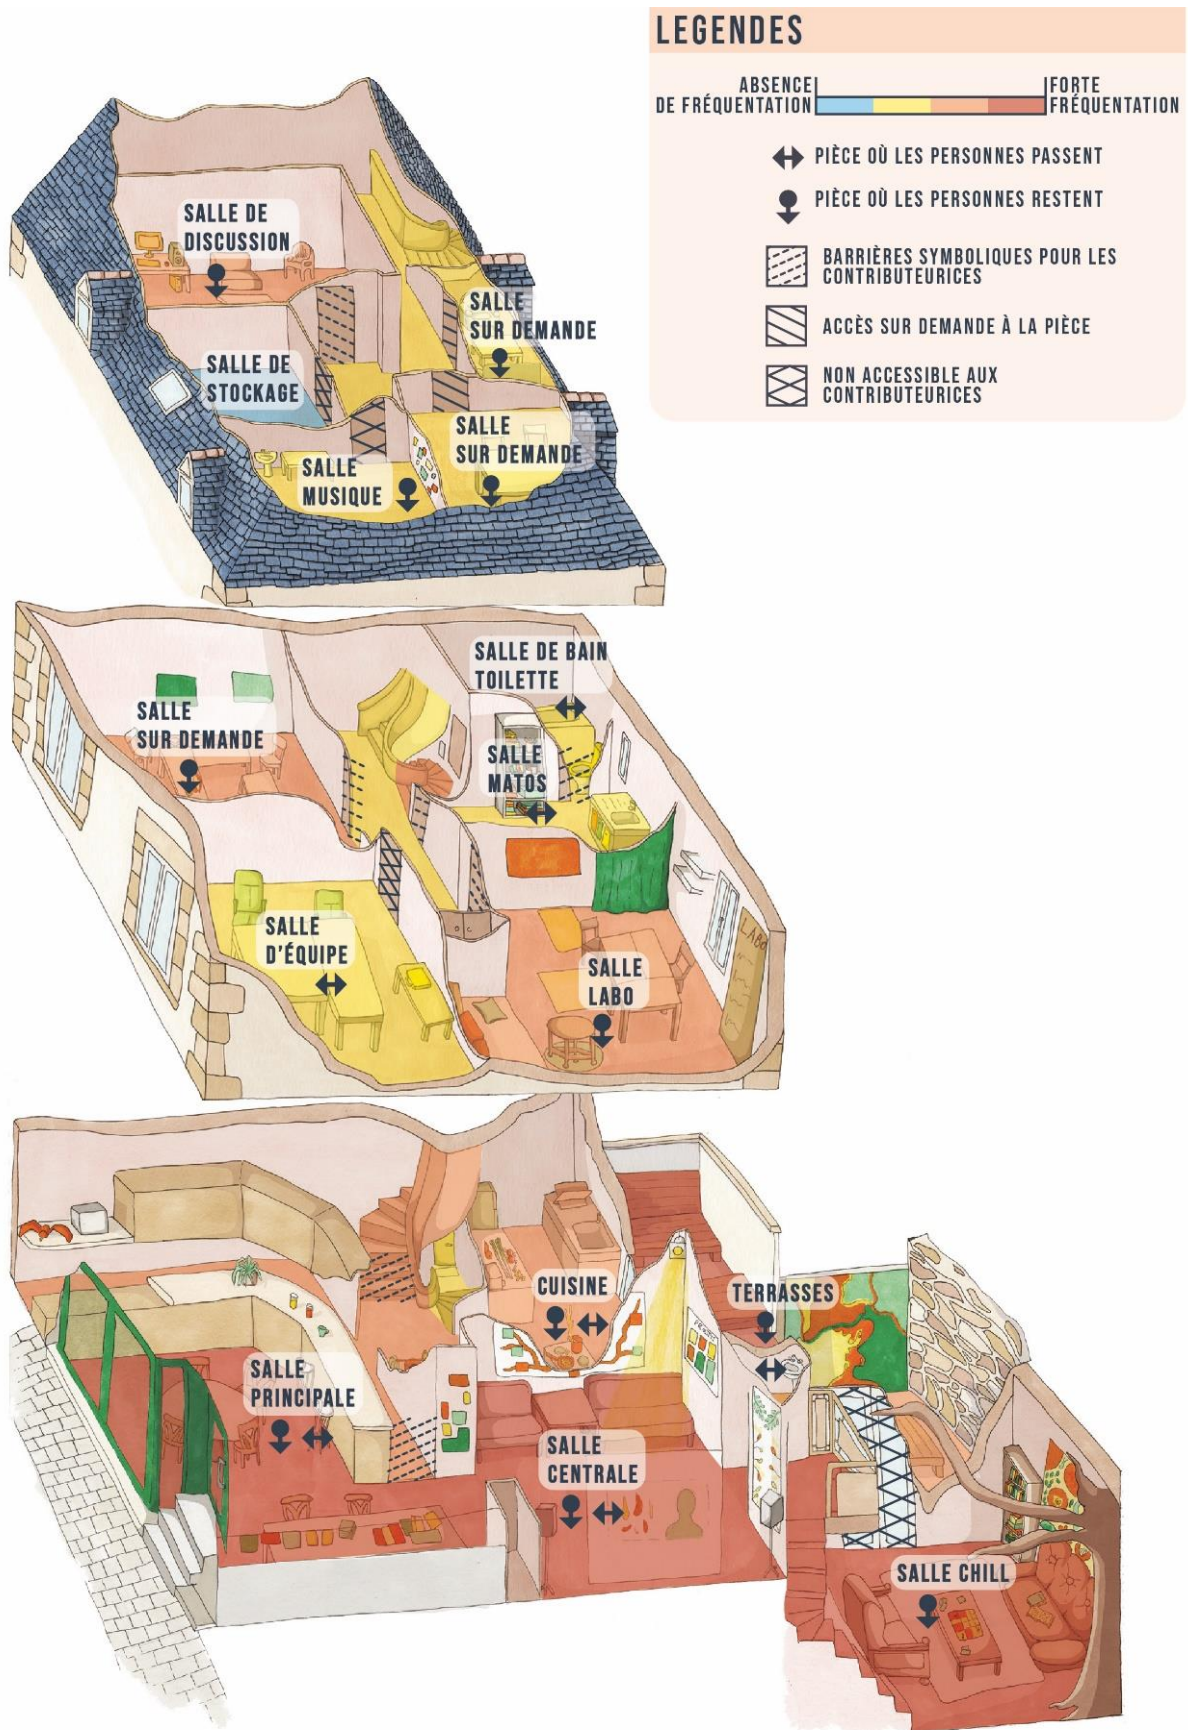 LEGENDES
ABSENCE
DE FRÉQUENTATION
FORTE
FRÉQUENTATION
PIÈCE OÙ LES PERSONNES PASSENT
PIÈCE OÙ LES PERSONNES RESTENT
BARRIÈRES SYMBOLIQUES POUR LES
CONTRIBUTEURICES
ACCÈS SUR DEMANDE À LA PIÈCE
NON ACCESSIBLE AUX
CONTRIBUTEURICES
SALLE DE
DISCUSSION
SALLE
SUR DEMANDE
SALLE DE
STOCKAGE
SALLE
SUR DEMANDE
SALLE
MUSIQUE
SALLE DE BAIN
TOILETTE
SALLE
SUR DEMANDE
SALLE
MATOS
SALLE
D'ÉQUIPE
SALLE
LABO
LABO
CUISINE
TERRASSES
SALLE
PRINCIPALE
SALLE
CENTRALE
SALLE CHILL